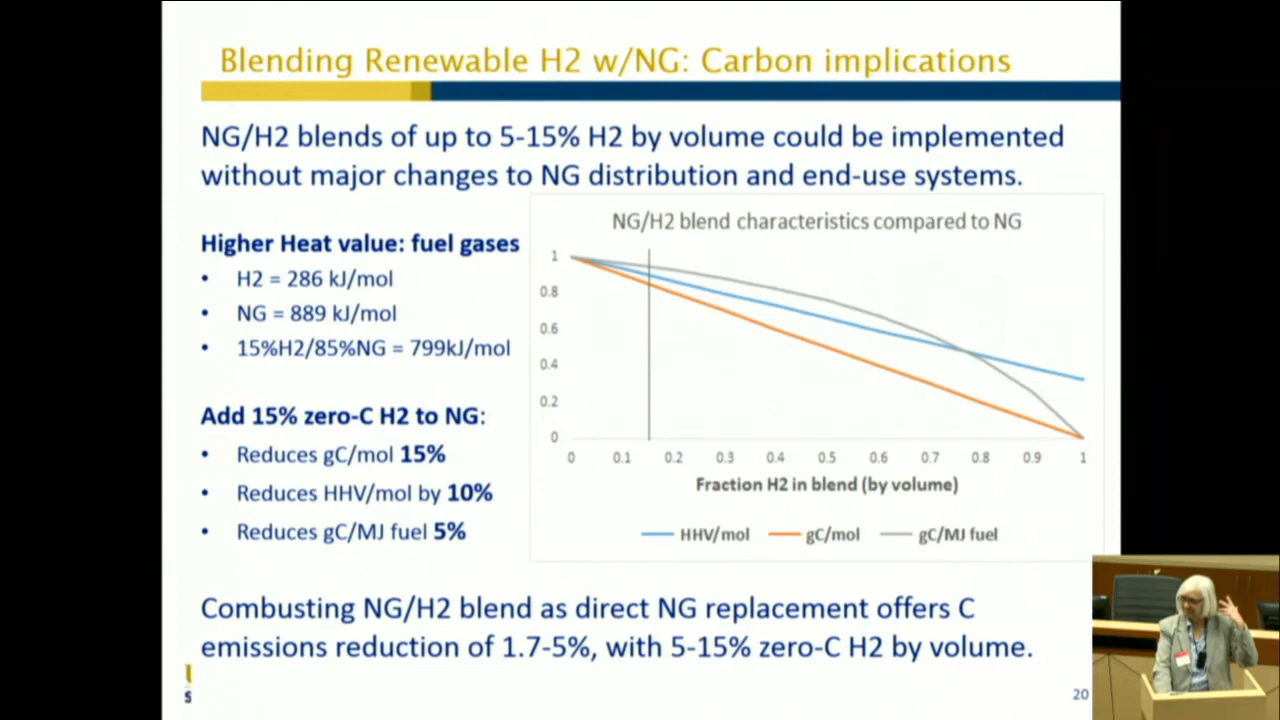 Blending Renewable H2 w/NG: Carbon implications
NG/H2 blends of up to 5-15% H2 by volume could be implemented
without major changes to NG distribution and end-use systems.
Higher Heat value: fuel gases
• H2 = 286 kJ/mol
• NG = 889 kJ/mol
• 15%H2/85%NG = 799kJ/mol
Add 15% zero-C H2 to NG:
• Reduces gC/mol 15%
• Reduces HHV/mol by 10%
• Reduces gC/MJ fuel 5%
NG/H2 blend characteristics compared to NG
1
0.8
0.6
0.4
0.2
0
0 0.1 0.2 0.3 0.4 0.5 0.6 0.7 0.8 0.9 1
Fraction H2 in blend (by volume)
HHV/mol gC/mol gC/MJ fuel
Combusting NG/H2 blend as direct NG replacement offers C
emissions reduction of 1.7-5%, with 5-15% zero-C H2 by volume.
20